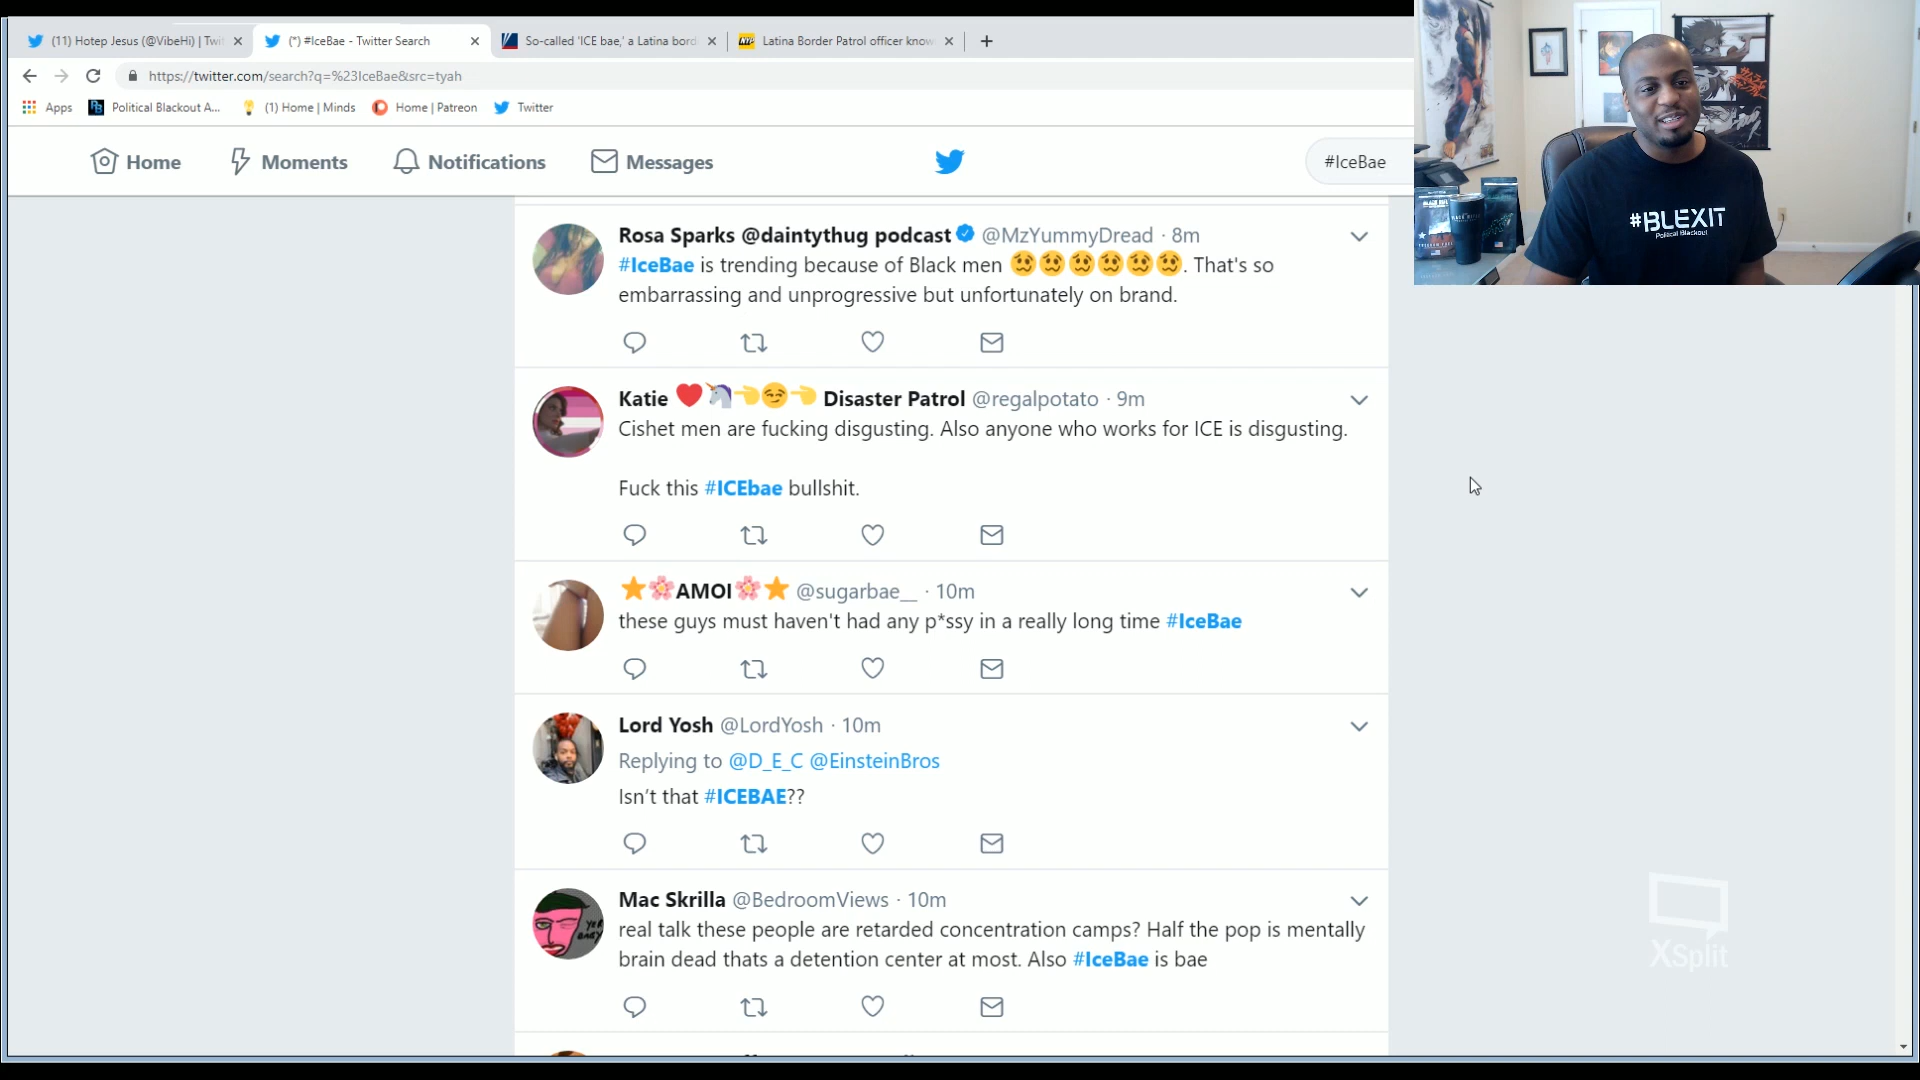 (11) Hotep Jesus (@VibeHi) | Twi
(*) #IceBae - Twitter Search
So-called 'ICE bae,' a Latina bord
Latina Border Patrol officer know
https://twitter.com/search?q=%23IceBae&src=tyah
Apps
Political Blackout A...
(1) Home | Minds
Home | Patreon
Twitter
Home
Moments
Notifications
Messages
#IceBae
#BLEXIT
Political Blackout
Rosa Sparks @daintythug podcast @MzYummyDread · 8m
#IceBae is trending because of Black men 😵😵😵😵😵😵. That's so
embarrassing and unprogressive but unfortunately on brand.
Katie ❤️🦄👈😏👈 Disaster Patrol @regalpotato · 9m
Cishet men are fucking disgusting. Also anyone who works for ICE is disgusting.
Fuck this #ICEbae bullshit.
⭐🌸AMOI🌸⭐ @sugarbae__ · 10m
these guys must haven't had any p*ssy in a really long time #IceBae
Lord Yosh @LordYosh · 10m
Replying to @D_E_C @EinsteinBros
Isn't that #ICEBAE??
Mac Skrilla @BedroomViews · 10m
real talk these people are retarded concentration camps? Half the pop is mentally
brain dead thats a detention center at most. Also #IceBae is bae
XSplit